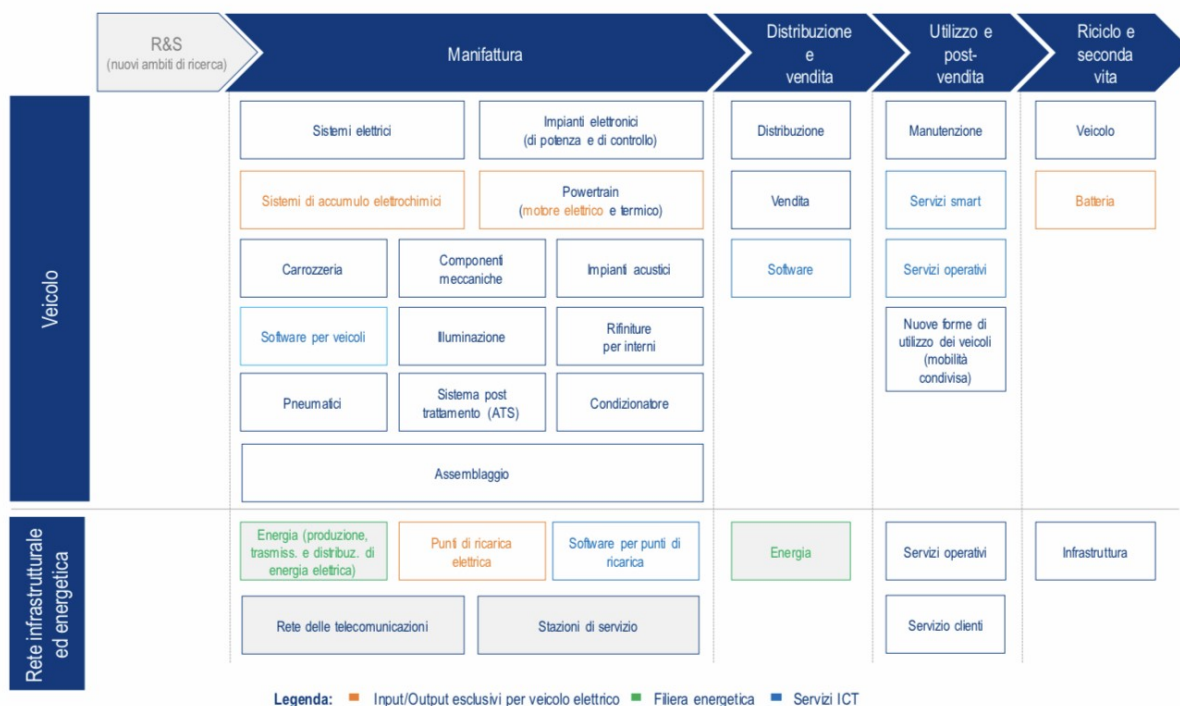 R&S
(nuovi ambiti di ricerca)
Manifattura
Distribuzione
e
vendita
Utilizzo e
post-
vendita
Riciclo e
seconda
vita
Veicolo
Sistemi elettrici
Impianti elettronici
(di potenza e di controllo)
Distribuzione
Manutenzione
Veicolo
Sistemi di accumulo elettrochimici
Powertrain
(motore elettrico e termico)
Vendita
Servizi smart
Batteria
Carrozzeria
Componenti
meccaniche
Impianti acustici
Software
Servizi operativi
Software per veicoli
Illuminazione
Rifiniture
per interni
Nuove forme di
utilizzo dei veicoli
(mobilità
condivisa)
Pneumatici
Sistema post
trattamento (ATS)
Condizionatore
Assemblaggio
Rete infrastrutturale
ed energetica
Energia (produzione,
trasmiss. e distribuz. di
energia elettrica)
Punti di ricarica
elettrica
Software per punti di
ricarica
Energia
Servizi operativi
Infrastruttura
Rete delle telecomunicazioni
Stazioni di servizio
Servizio clienti
Legenda: Input/Output esclusivi per veicolo elettrico Filiera energetica Servizi ICT